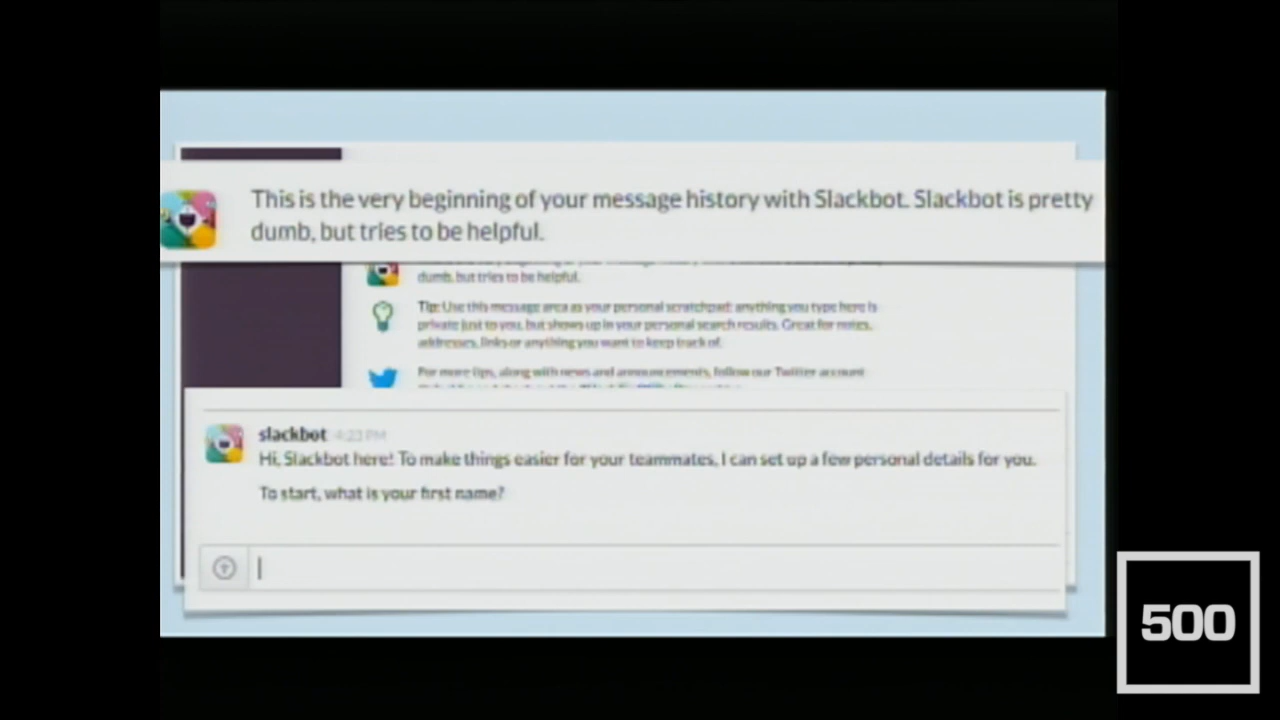 This is the very beginning of your message history with Slackbot. Slackbot is pretty
dumb, but tries to be helpful.
dumb, but tries to be helpful.
Tip: Use this message area as your personal scratchpad: anything you type here is
private just to you, but shows up in your personal search results. Great for notes,
addresses, links or anything you want to keep track of.
For more tips, along with news and announcements, follow our Twitter account
slackbot 4:23 PM
Hi, Slackbot here! To make things easier for your teammates, I can set up a few personal details for you.
To start, what is your first name?
500